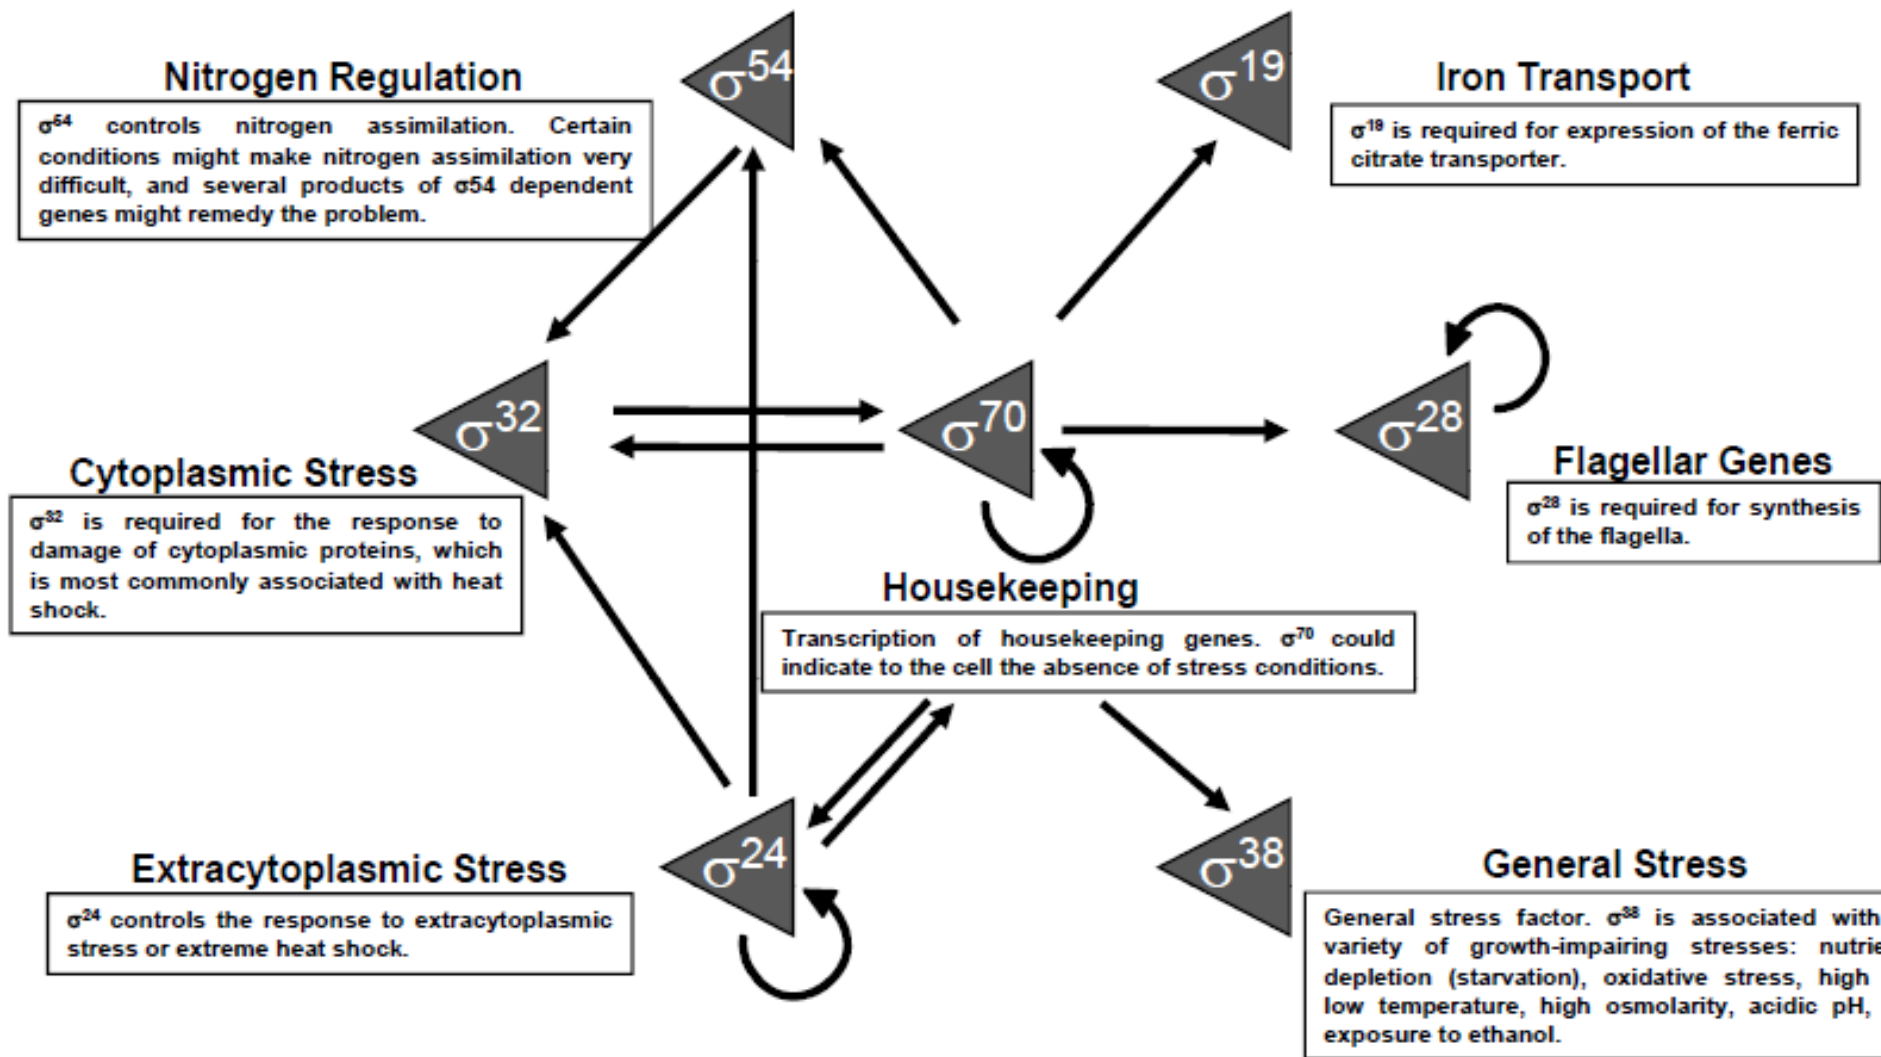 σ54
Nitrogen Regulation
σ54 controls nitrogen assimilation. Certain
conditions might make nitrogen assimilation very
difficult, and several products of σ54 dependent
genes might remedy the problem.
σ19
Iron Transport
σ19 is required for expression of the ferric
citrate transporter.
σ32
Cytoplasmic Stress
σ32 is required for the response to
damage of cytoplasmic proteins, which
is most commonly associated with heat
shock.
σ70
Housekeeping
Transcription of housekeeping genes. σ70 could
indicate to the cell the absence of stress conditions.
σ28
Flagellar Genes
σ28 is required for synthesis
of the flagella.
σ24
Extracytoplasmic Stress
σ24 controls the response to extracytoplasmic
stress or extreme heat shock.
σ38
General Stress
General stress factor. σ38 is associated with
variety of growth-impairing stresses: nutrie
depletion (starvation), oxidative stress, high
low temperature, high osmolarity, acidic pH,
exposure to ethanol.